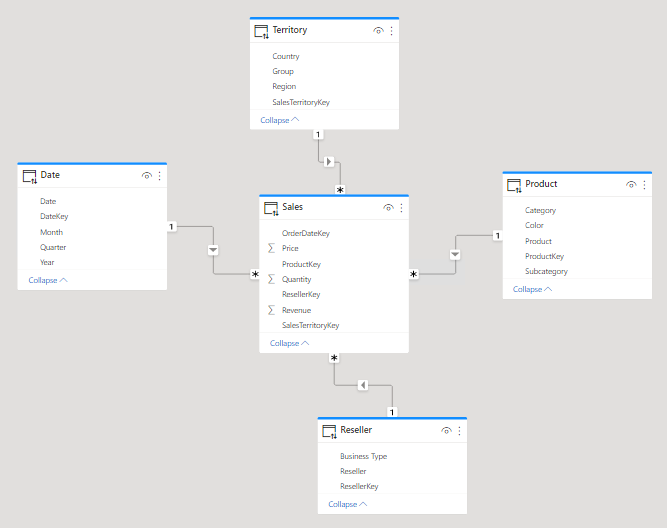 Territory
Country
Group
Region
SalesTerritoryKey
Collapse
1
*
Date
Date
DateKey
Month
Quarter
Year
Collapse
1
*
Sales
OrderDateKey
Σ Price
ProductKey
Σ Quantity
ResellerKey
Σ Revenue
SalesTerritoryKey
Collapse
*
1
Product
Category
Color
Product
ProductKey
Subcategory
Collapse
*
1
Reseller
Business Type
Reseller
ResellerKey
Collapse